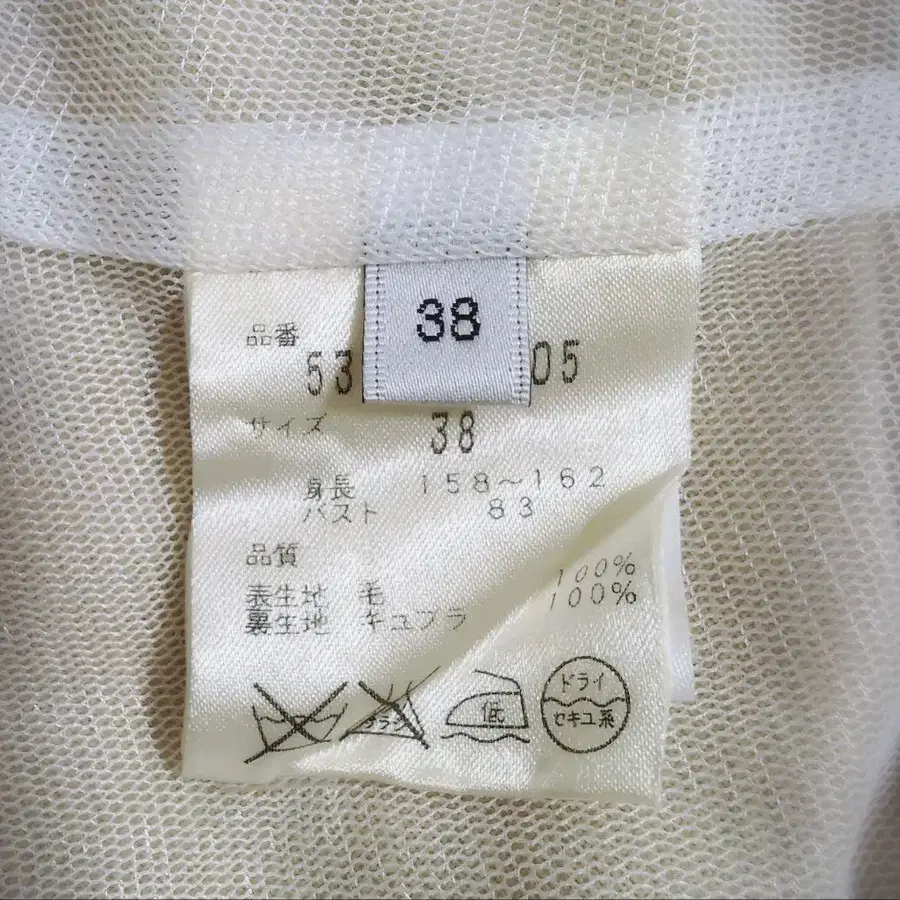 38
品番
53 05
サイズ 38
身長 158~162
バスト 83
品質
表生地 毛 100%
裏生地 キュプラ 100%
低
ドライ
セキユ系